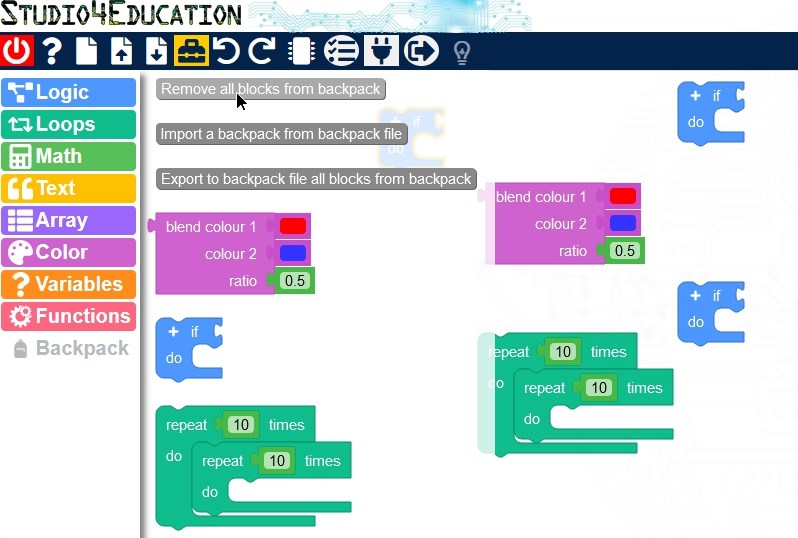 STUDIO4EDUCATION
Logic
Loops
Math
Text
Array
Color
Variables
Functions
Backpack
Remove all blocks from backpack
Import a backpack from backpack file
Export to backpack file all blocks from backpack
blend colour 1
colour 2
ratio 0.5
+ if
do
repeat 10 times
do
repeat 10 times
do
if
do
+ if
do
blend colour 1
colour 2
ratio 0.5
+ if
do
repeat 10 times
do
repeat 10 times
do